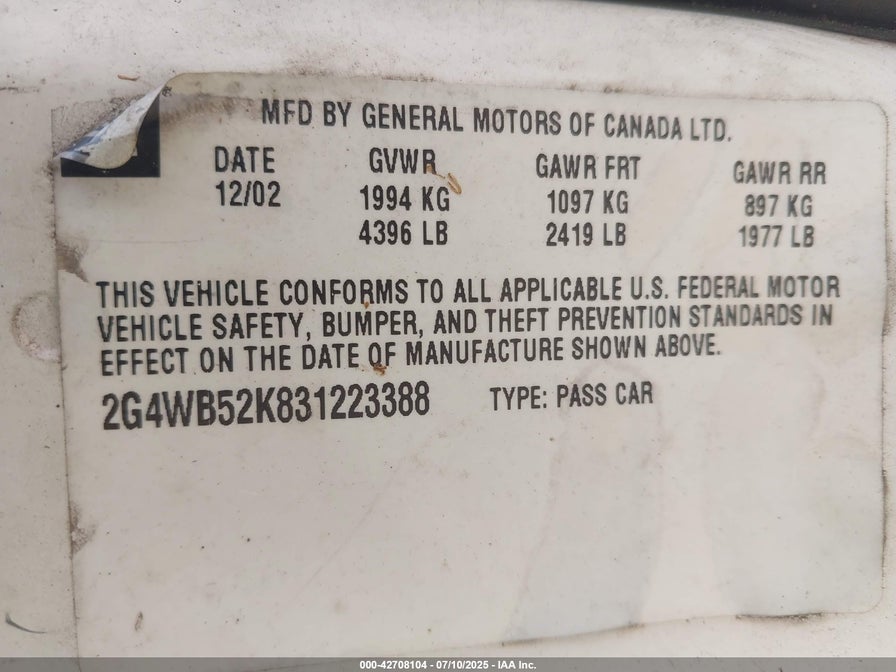 MFD BY GENERAL MOTORS OF CANADA LTD.
DATE GVWR GAWR FRT GAWR RR
12/02 1994 KG 1097 KG 897 KG
4396 LB 2419 LB 1977 LB
THIS VEHICLE CONFORMS TO ALL APPLICABLE U.S. FEDERAL MOTOR
VEHICLE SAFETY, BUMPER, AND THEFT PREVENTION STANDARDS IN
EFFECT ON THE DATE OF MANUFACTURE SHOWN ABOVE.
2G4WB52K831223388 TYPE: PASS CAR
000-42708104 - 07/10/2025 - IAA Inc.